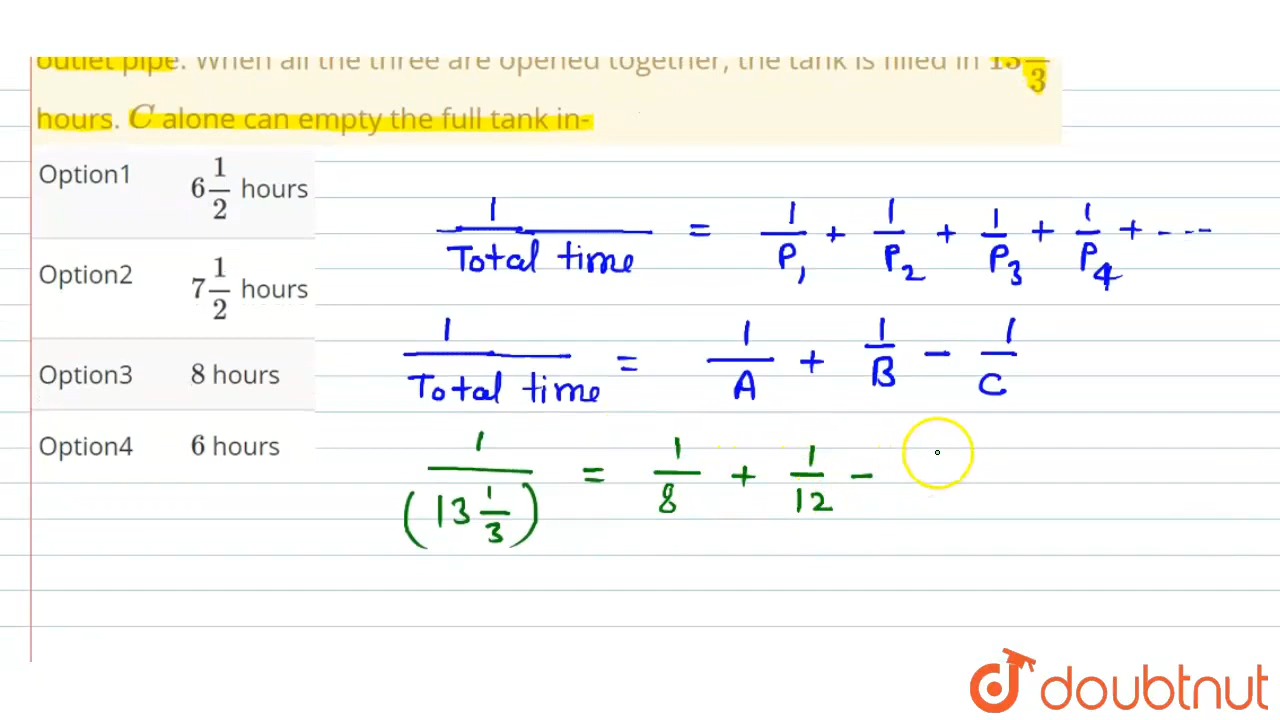 outlet pipe. When all the three are opened together, the tank is filled in 13 1/3
hours. C alone can empty the full tank in-
Option1 6 1/2 hours
Option2 7 1/2 hours
Option3 8 hours
Option4 6 hours
1/Total time = 1/P1 + 1/P2 + 1/P3 + 1/P4 + ---
1/Total time = 1/A + 1/B - 1/C
1/(13 1/3) = 1/8 + 1/12 -
doubtnut